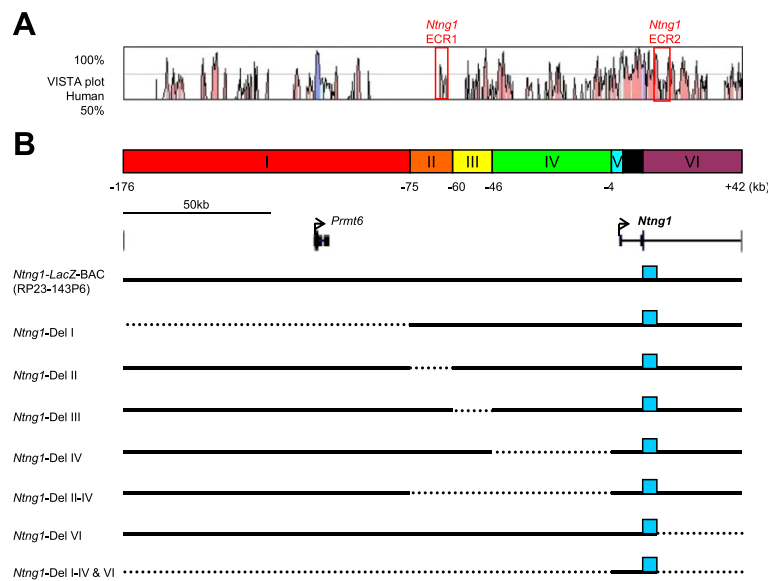 A
Ntng1
ECR1
Ntng1
ECR2
100%
VISTA plot
Human
50%
B
I
II
III
IV
V
VI
-176
-75
-60
-46
-4
+42 (kb)
50kb
Prmt6
Ntng1
Ntng1-LacZ-BAC
(RP23-143P6)
Ntng1-Del I
Ntng1-Del II
Ntng1-Del III
Ntng1-Del IV
Ntng1-Del II-IV
Ntng1-Del VI
Ntng1-Del I-IV & VI